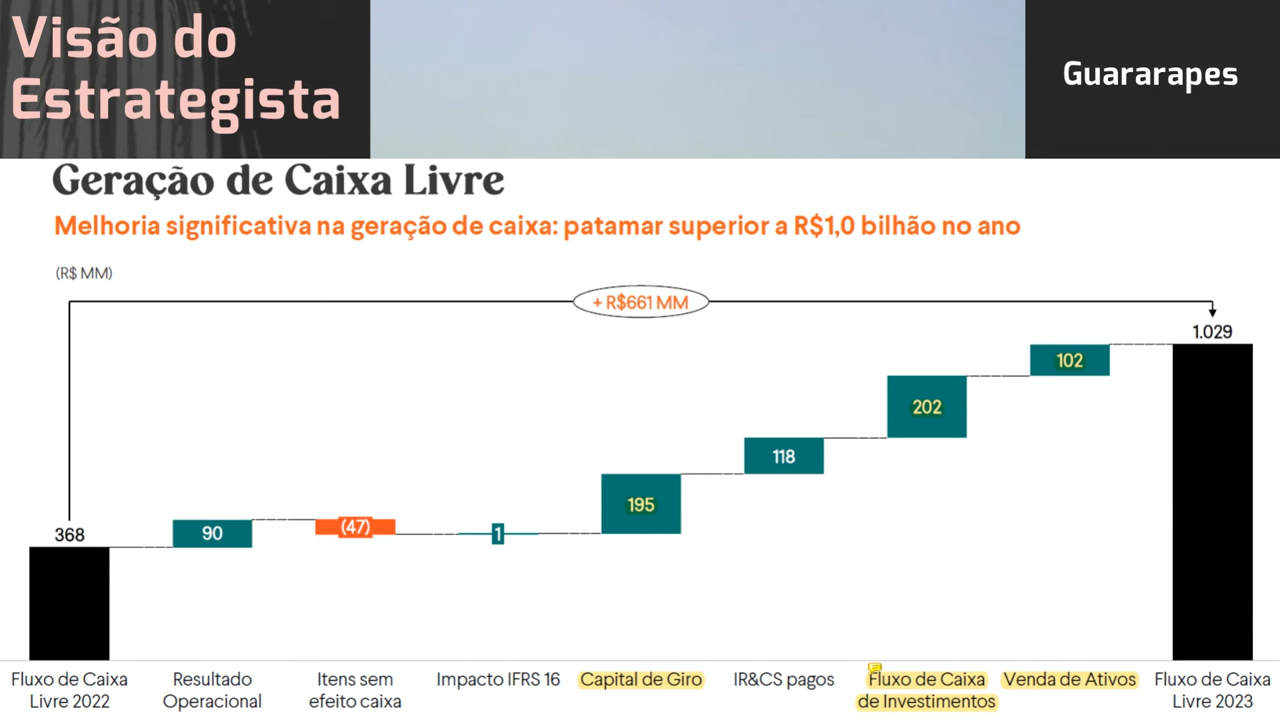 Visão do
Estrategista
Guararapes
Geração de Caixa Livre
Melhoria significativa na geração de caixa: patamar superior a R$1,0 bilhão no ano
(R$ MM)
+ R$661 MM
1.029
102
202
118
195
368
90
(47)
1
Fluxo de Caixa
Livre 2022
Resultado
Operacional
Itens sem
efeito caixa
Impacto IFRS 16
Capital de Giro
IR&CS pagos
Fluxo de Caixa
de Investimentos
Venda de Ativos
Fluxo de Caixa
Livre 2023